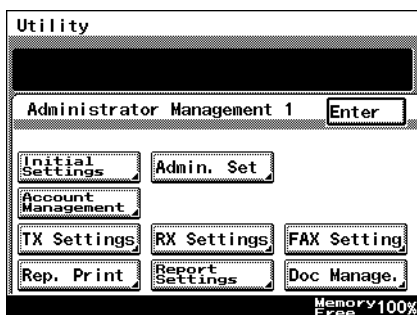 Utility
Administrator Management 1
Enter
Initial
Settings
Admin. Set
Account
Management
TX Settings
RX Settings
FAX Setting
Rep. Print
Report
Settings
Doc Manage.
Memory
Free 100%